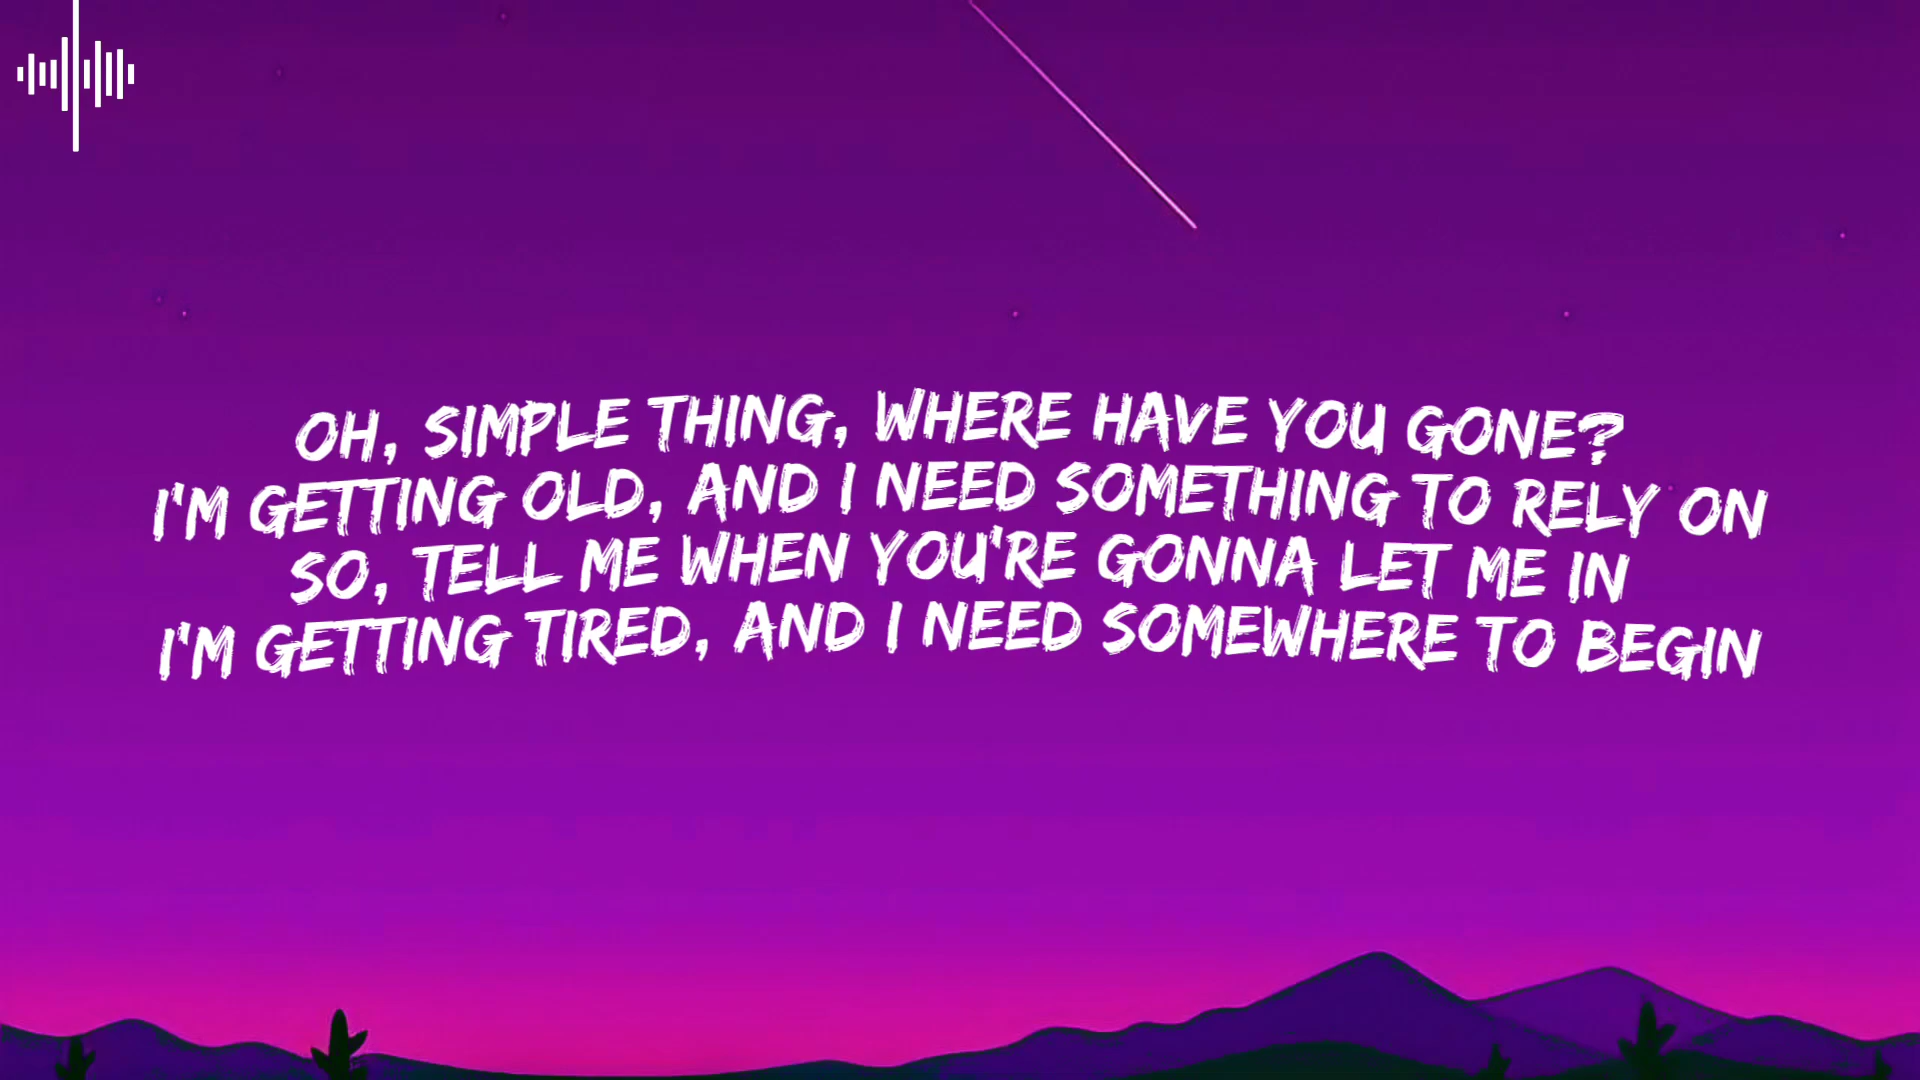 OH, SIMPLE THING, WHERE HAVE YOU GONE?
I'M GETTING OLD, AND I NEED SOMETHING TO RELY ON
SO, TELL ME WHEN YOU'RE GONNA LET ME IN
I'M GETTING TIRED, AND I NEED SOMEWHERE TO BEGIN